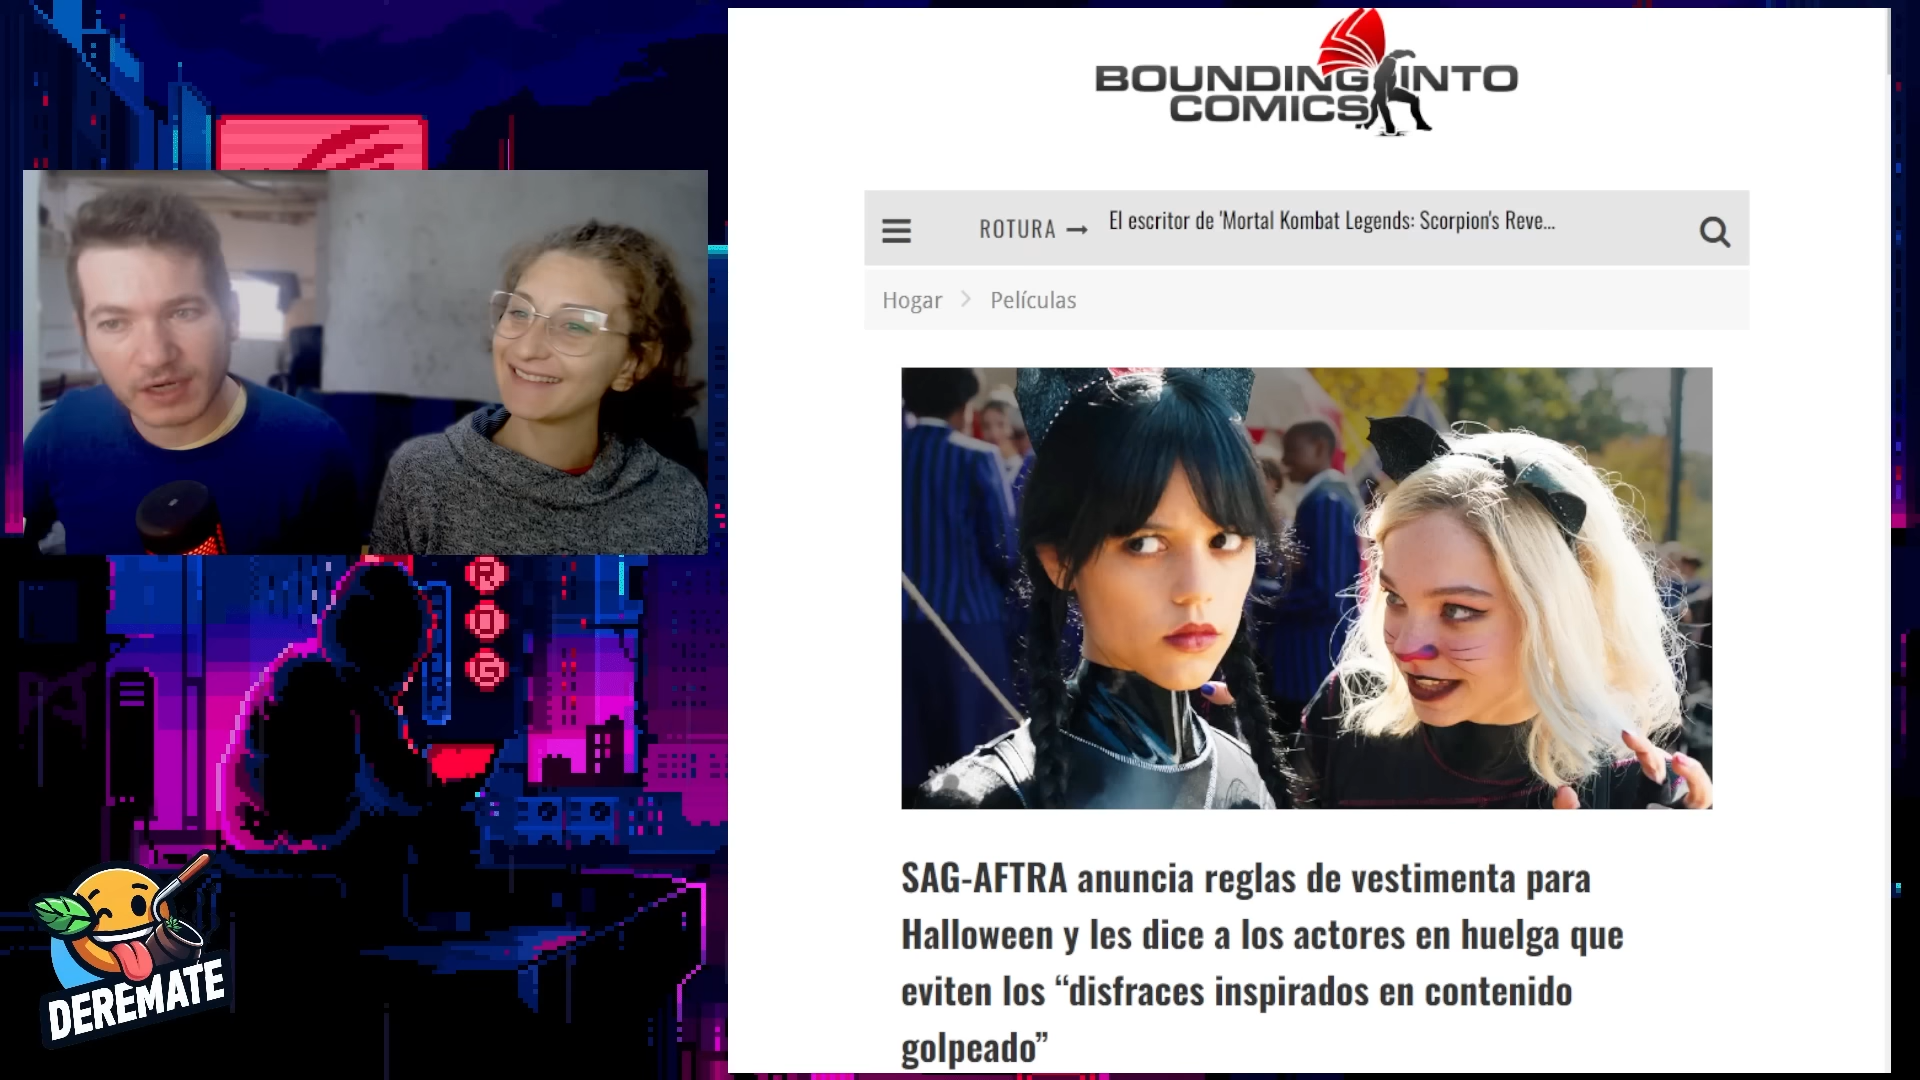 BOUNDING INTO
COMICS
ROTURA → El escritor de 'Mortal Kombat Legends: Scorpion's Reve...
Hogar > Películas
SAG-AFTRA anuncia reglas de vestimenta para
Halloween y les dice a los actores en huelga que
eviten los “disfraces inspirados en contenido
golpeado”
R
O
G
DEREMATE